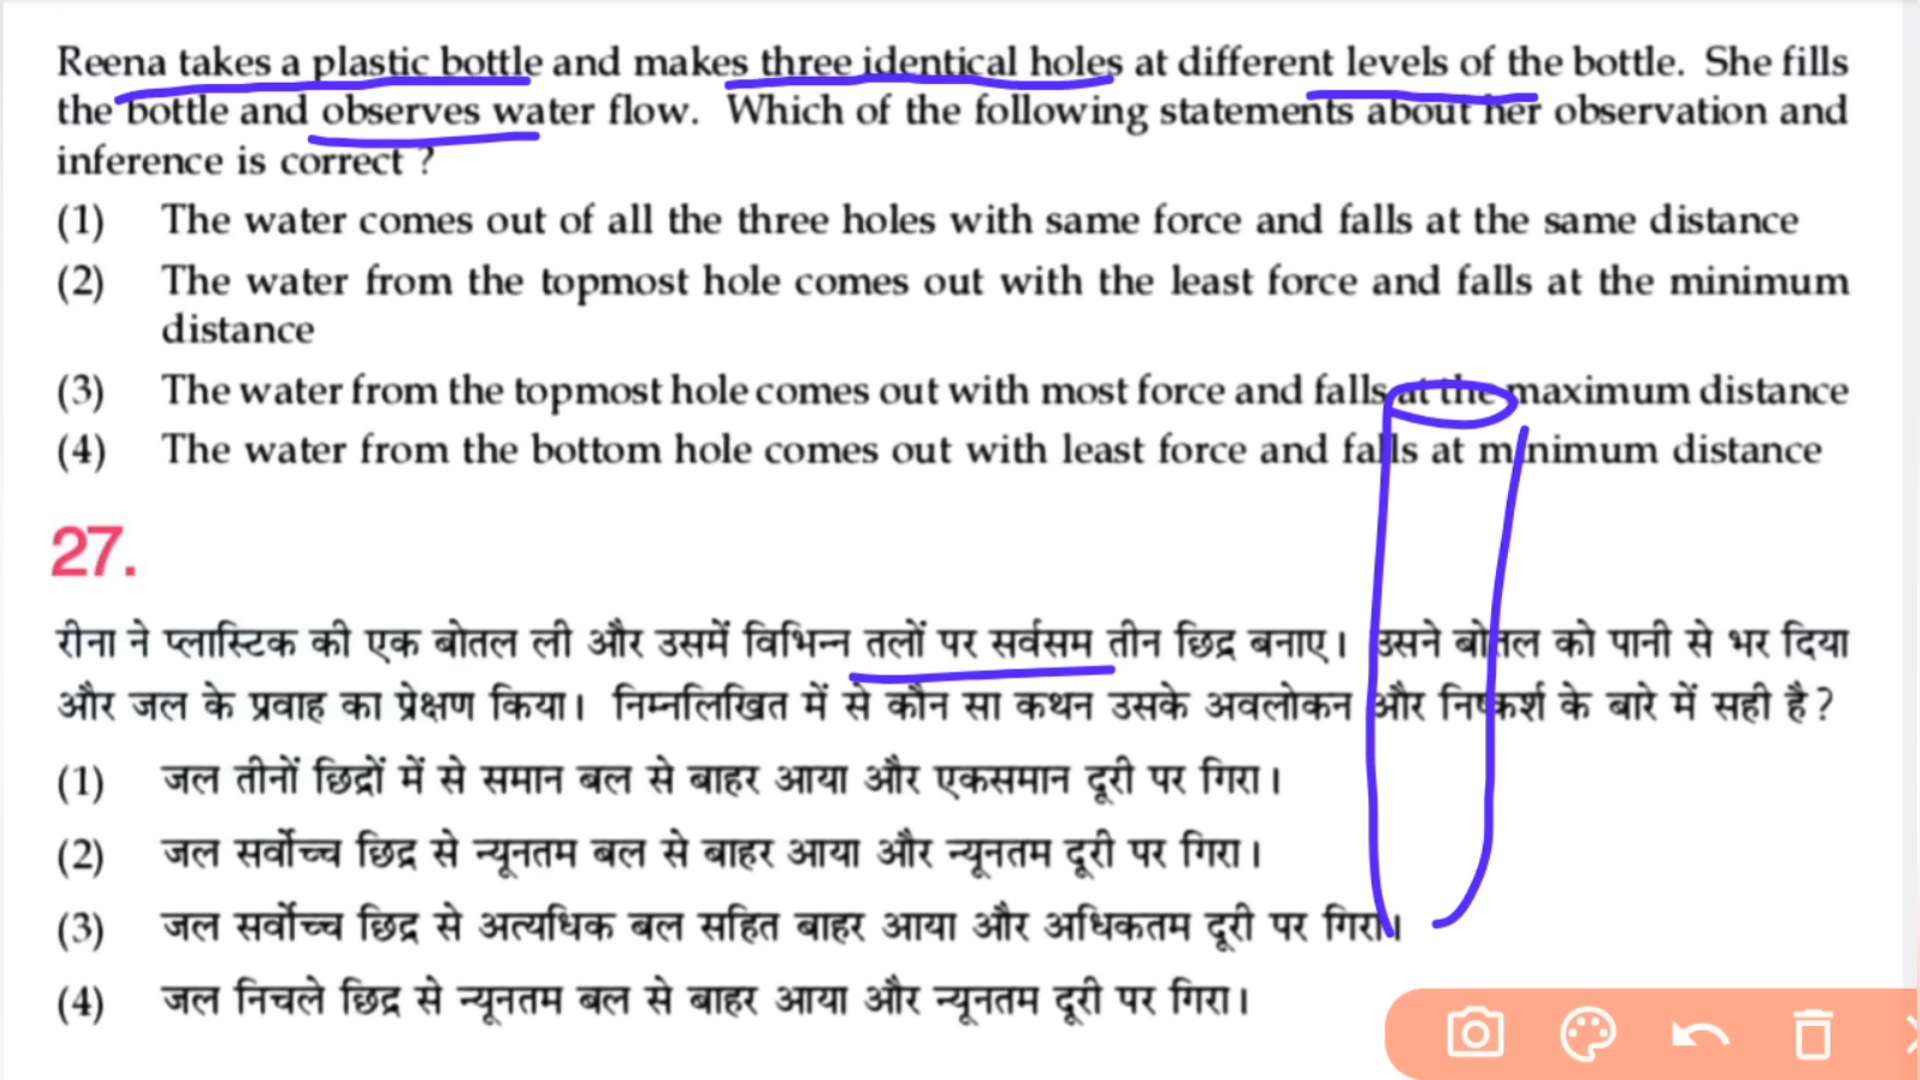 Reena takes a plastic bottle and makes three identical holes at different levels of the bottle. She fills
the bottle and observes water flow. Which of the following statements about her observation and
inference is correct ?
(1) The water comes out of all the three holes with same force and falls at the same distance
(2) The water from the topmost hole comes out with the least force and falls at the minimum
distance
(3) The water from the topmost hole comes out with most force and falls at the maximum distance
(4) The water from the bottom hole comes out with least force and falls at minimum distance
27.
रीना ने प्लास्टिक की एक बोतल ली और उसमें विभिन्न तलों पर सर्वसम तीन छिद्र बनाए। उसने बोतल को पानी से भर दिया
और जल के प्रवाह का प्रेक्षण किया। निम्नलिखित में से कौन सा कथन उसके अवलोकन और निष्कर्श के बारे में सही है ?
(1) जल तीनों छिद्रों में से समान बल से बाहर आया और एकसमान दूरी पर गिरा।
(2) जल सर्वोच्च छिद्र से न्यूनतम बल से बाहर आया और न्यूनतम दूरी पर गिरा।
(3) जल सर्वोच्च छिद्र से अत्यधिक बल सहित बाहर आया और अधिकतम दूरी पर गिरा।
(4) जल निचले छिद्र से न्यूनतम बल से बाहर आया और न्यूनतम दूरी पर गिरा।